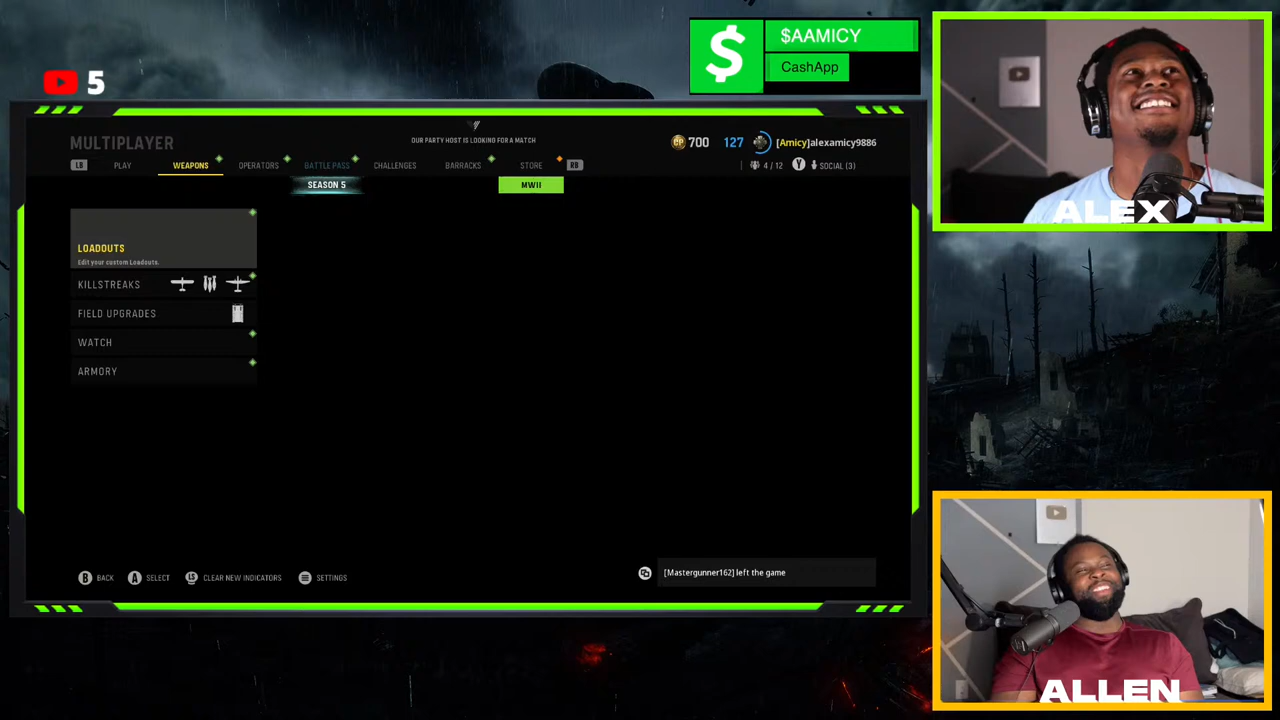 5
$AAMICY
CashApp
MULTIPLAYER
OUR PARTY HOST IS LOOKING FOR A MATCH
CP 700 127 [Amicy]alexamicy9886
LB PLAY WEAPONS OPERATORS BATTLE PASS CHALLENGES BARRACKS STORE RB
4 / 12 Y SOCIAL (3)
SEASON 5 MWII
LOADOUTS
Edit your custom Loadouts.
KILLSTREAKS
FIELD UPGRADES
WATCH
ARMORY
B BACK A SELECT LS CLEAR NEW INDICATORS SETTINGS
[Mastergunner162] left the game
ALEX
ALLEN